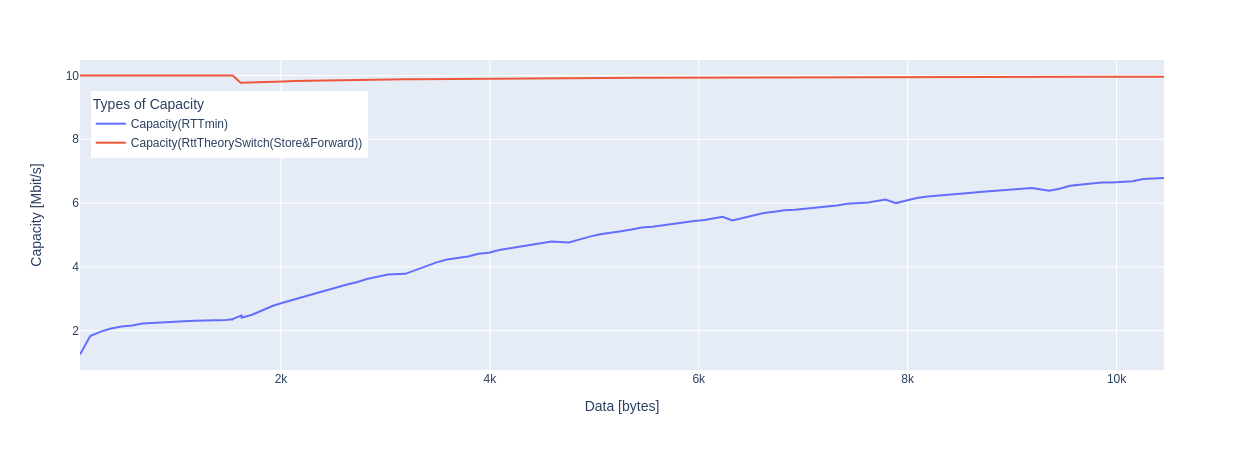 10
8
6
4
2
Capacity [Mbit/s]
Types of Capacity
Capacity(RTTmin)
Capacity(RttTheorySwitch(Store&Forward))
2k
4k
6k
8k
10k
Data [bytes]